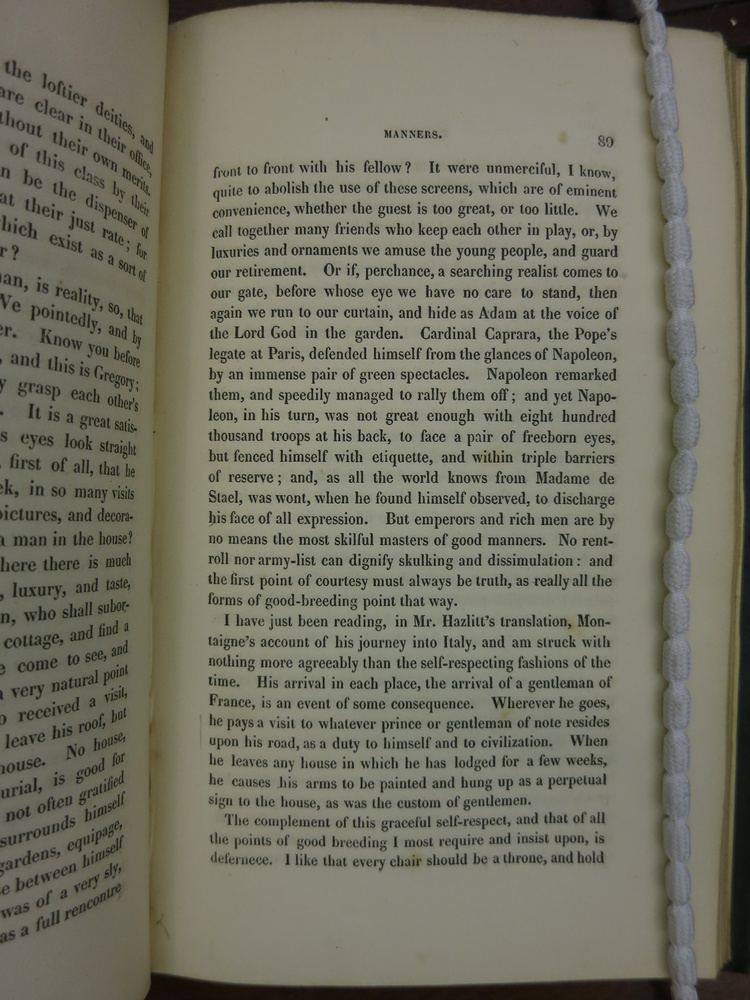 the loftier deities, and
are clear in their office,
thout their own merits.
of this class by their
n be the dispenser of
at their just rate; for
hich exist as a sort of
r?
an, is reality, so, that
Ve pointedly, and by
er. Know you before
, and this is Gregory;
y grasp each other's
. It is a great satis-
s eyes look straight
first of all, that he
ek, in so many visits
pictures, and decora-
a man in the house?
here there is much
, luxury, and taste,
n, who shall subor-
cottage, and find a
e come to see, and
a very natural point
o received a visit,
leave his roof, but
house. No house,
urial, is good for
not often gratified
surrounds himself
gardens, equipage,
e between himself
was of a very sly,
as a full rencontre
MANNERS. 89
front to front with his fellow? It were unmerciful, I know,
quite to abolish the use of these screens, which are of eminent
convenience, whether the guest is too great, or too little. We
call together many friends who keep each other in play, or, by
luxuries and ornaments we amuse the young people, and guard
our retirement. Or if, perchance, a searching realist comes to
our gate, before whose eye we have no care to stand, then
again we run to our curtain, and hide as Adam at the voice of
the Lord God in the garden. Cardinal Caprara, the Pope's
legate at Paris, defended himself from the glances of Napoleon,
by an immense pair of green spectacles. Napoleon remarked
them, and speedily managed to rally them off; and yet Napo-
leon, in his turn, was not great enough with eight hundred
thousand troops at his back, to face a pair of freeborn eyes,
but fenced himself with etiquette, and within triple barriers
of reserve; and, as all the world knows from Madame de
Stael, was wont, when he found himself observed, to discharge
his face of all expression. But emperors and rich men are by
no means the most skilful masters of good manners. No rent-
roll nor army-list can dignify skulking and dissimulation: and
the first point of courtesy must always be truth, as really all the
forms of good-breeding point that way.
I have just been reading, in Mr. Hazlitt's translation, Mon-
taigne's account of his journey into Italy, and am struck with
nothing more agreeably than the self-respecting fashions of the
time. His arrival in each place, the arrival of a gentleman of
France, is an event of some consequence. Wherever he goes,
he pays a visit to whatever prince or gentleman of note resides
upon his road, as a duty to himself and to civilization. When
he leaves any house in which he has lodged for a few weeks,
he causes his arms to be painted and hung up as a perpetual
sign to the house, as was the custom of gentlemen.
The complement of this graceful self-respect, and that of all
the points of good breeding I most require and insist upon, is
defernece. I like that every chair should be a throne, and hold